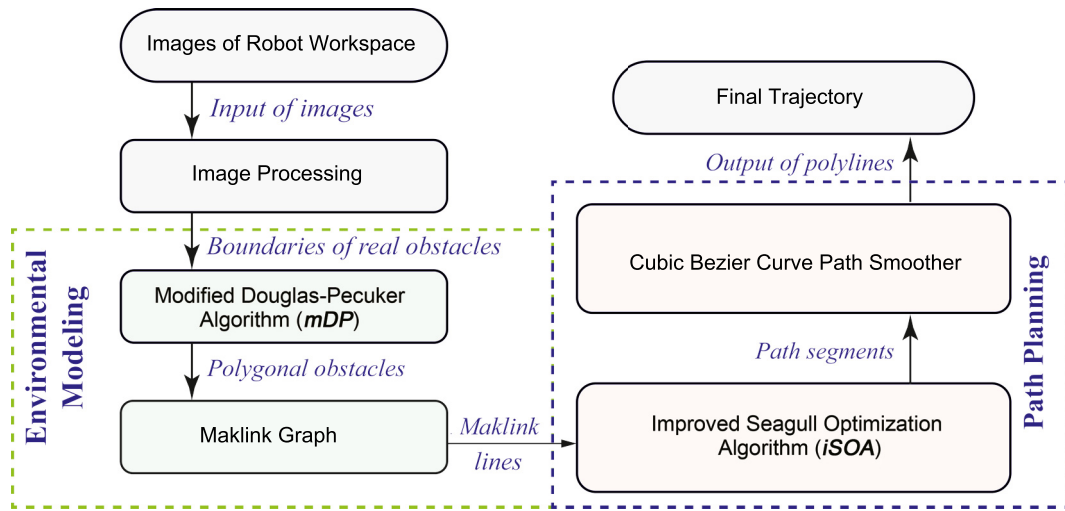 Images of Robot Workspace
Input of images
Image Processing
Boundaries of real obstacles
Environmental
Modeling
Modified Douglas-Pecuker
Algorithm (mDP)
Polygonal obstacles
Maklink Graph
Maklink
lines
Final Trajectory
Output of polylines
Cubic Bezier Curve Path Smoother
Path segments
Improved Seagull Optimization
Algorithm (iSOA)
Path Planning